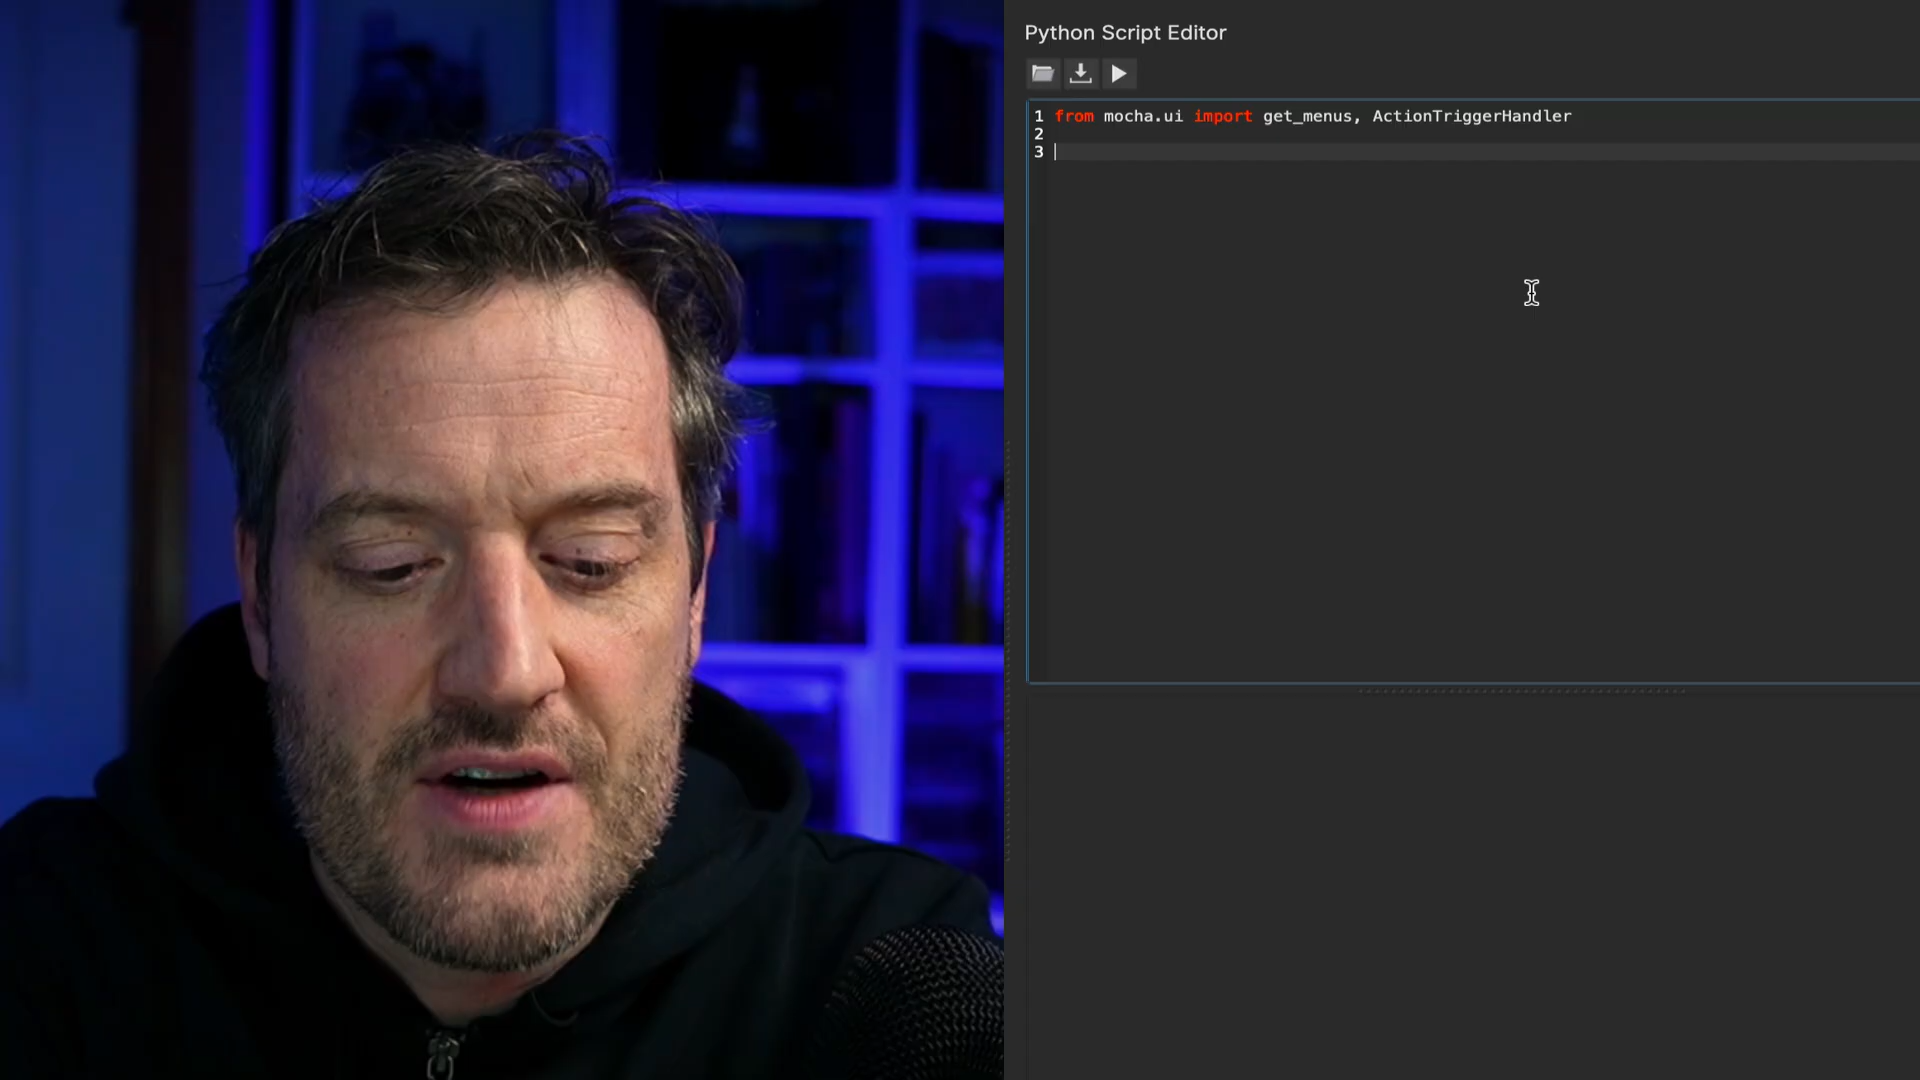 Python Script Editor
1 from mocha.ui import get_menus, ActionTriggerHandler
2
3